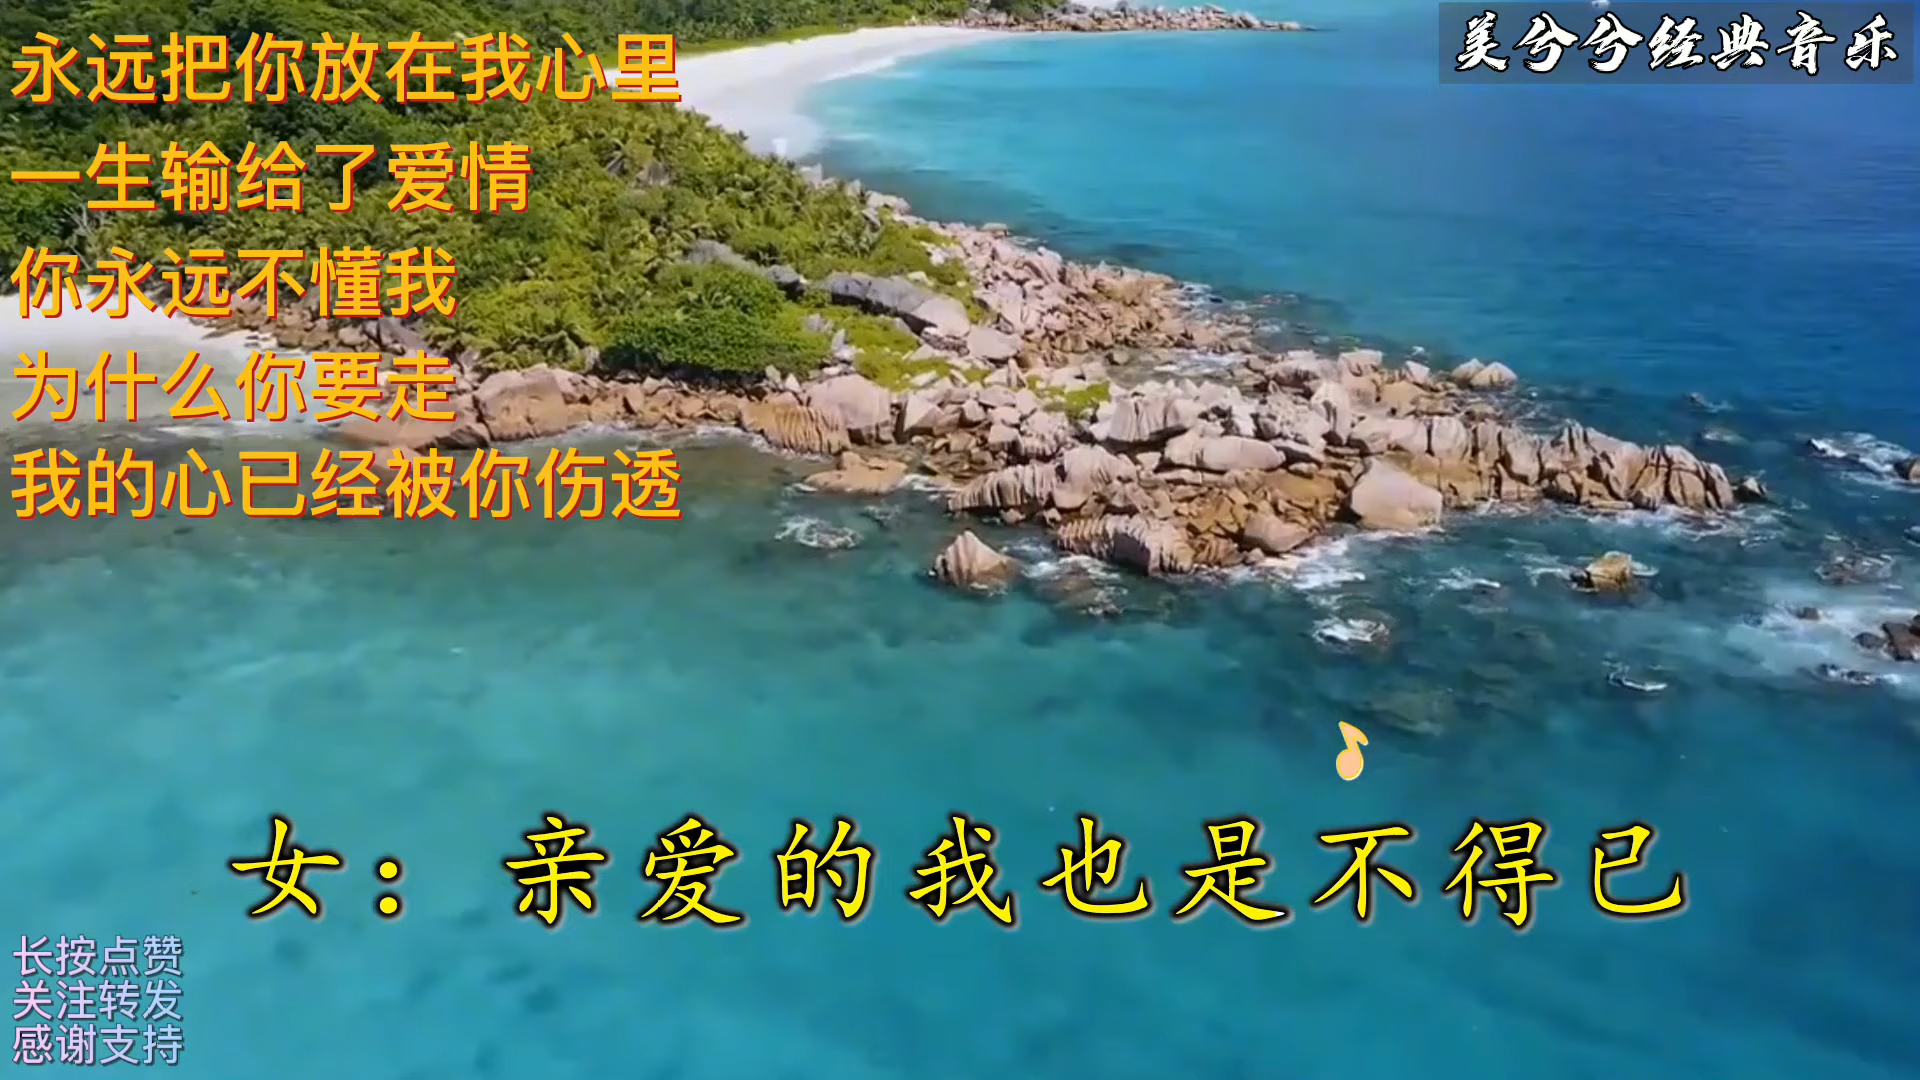 美兮兮经典音乐
永远把你放在我心里
一生输给了爱情
你永远不懂我
为什么你要走
我的心已经被你伤透
女：亲爱的我也是不得已
长按点赞
关注转发
感谢支持